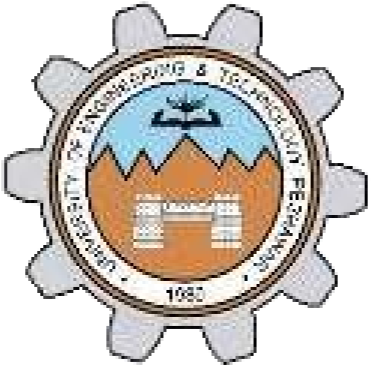 UNIVERSITY OF ENGINEERING & TECHNOLOGY PESHAWAR
1980